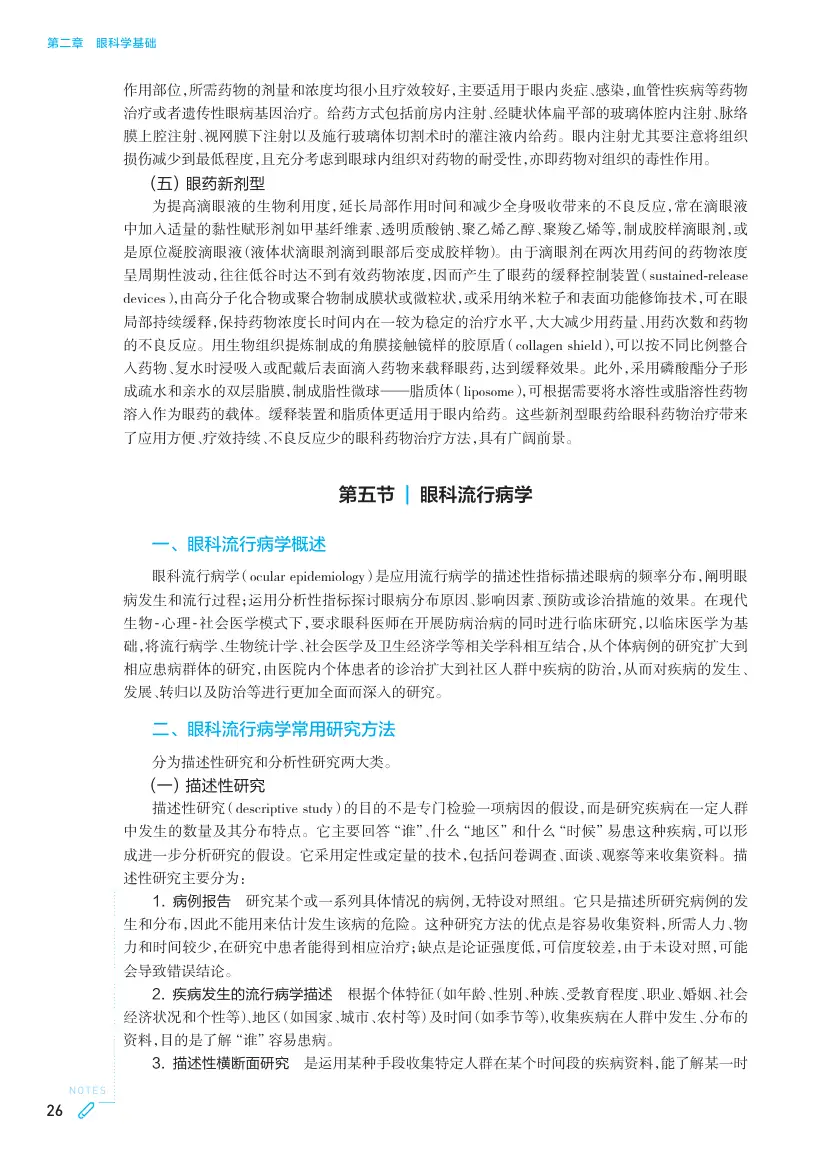 第二章 眼科学基础
作用部位，所需药物的剂量和浓度均很小且疗效较好，主要适用于眼内炎症、感染，血管性疾病等药物
治疗或者遗传性眼病基因治疗。给药方式包括前房内注射、经睫状体扁平部的玻璃体腔内注射、脉络
膜上腔注射、视网膜下注射以及施行玻璃体切割术时的灌注液内给药。眼内注射尤其要注意将组织
损伤减少到最低程度，且充分考虑到眼球内组织对药物的耐受性，亦即药物对组织的毒性作用。
（五）眼药新剂型
为提高滴眼液的生物利用度，延长局部作用时间和减少全身吸收带来的不良反应，常在滴眼液
中加入适量的黏性赋形剂如甲基纤维素、透明质酸钠、聚乙烯乙醇、聚羧乙烯等，制成胶样滴眼剂，或
是原位凝胶滴眼液（液体状滴眼剂滴到眼部后变成胶样物）。由于滴眼剂在两次用药间的药物浓度
呈周期性波动，往往低谷时达不到有效药物浓度，因而产生了眼药的缓释控制装置（sustained-release
devices），由高分子化合物或聚合物制成膜状或微粒状，或采用纳米粒子和表面功能修饰技术，可在眼
局部持续缓释，保持药物浓度长时间内在一较为稳定的治疗水平，大大减少用药量、用药次数和药物
的不良反应。用生物组织提炼制成的角膜接触镜样的胶原盾（collagen shield），可以按不同比例整合
入药物、复水时浸吸入或配戴后表面滴入药物来载释眼药，达到缓释效果。此外，采用磷酸酯分子形
成疏水和亲水的双层脂膜，制成脂性微球——脂质体（liposome），可根据需要将水溶性或脂溶性药物
溶入作为眼药的载体。缓释装置和脂质体更适用于眼内给药。这些新剂型眼药给眼科药物治疗带来
了应用方便、疗效持续、不良反应少的眼科药物治疗方法，具有广阔前景。
第五节 | 眼科流行病学
一、眼科流行病学概述
眼科流行病学（ocular epidemiology）是应用流行病学的描述性指标描述眼病的频率分布，阐明眼
病发生和流行过程；运用分析性指标探讨眼病分布原因、影响因素、预防或诊治措施的效果。在现代
生物-心理-社会医学模式下，要求眼科医师在开展防病治病的同时进行临床研究，以临床医学为基
础，将流行病学、生物统计学、社会医学及卫生经济学等相关学科相互结合，从个体病例的研究扩大到
相应患病群体的研究，由医院内个体患者的诊治扩大到社区人群中疾病的防治，从而对疾病的发生、
发展、转归以及防治等进行更加全面而深入的研究。
二、眼科流行病学常用研究方法
分为描述性研究和分析性研究两大类。
（一）描述性研究
描述性研究（descriptive study）的目的不是专门检验一项病因的假设，而是研究疾病在一定人群
中发生的数量及其分布特点。它主要回答“谁”、什么“地区”和什么“时候”易患这种疾病，可以形
成进一步分析研究的假设。它采用定性或定量的技术，包括问卷调查、面谈、观察等来收集资料。描
述性研究主要分为：
1. 病例报告 研究某个或一系列具体情况的病例，无特设对照组。它只是描述所研究病例的发
生和分布，因此不能用来估计发生该病的危险。这种研究方法的优点是容易收集资料，所需人力、物
力和时间较少，在研究中患者能得到相应治疗；缺点是论证强度低，可信度较差，由于未设对照，可能
会导致错误结论。
2. 疾病发生的流行病学描述 根据个体特征（如年龄、性别、种族、受教育程度、职业、婚姻、社会
经济状况和个性等）、地区（如国家、城市、农村等）及时间（如季节等），收集疾病在人群中发生、分布的
资料，目的是了解“谁”容易患病。
3. 描述性横断面研究 是运用某种手段收集特定人群在某个时间段的疾病资料，能了解某一时
NOTES
26